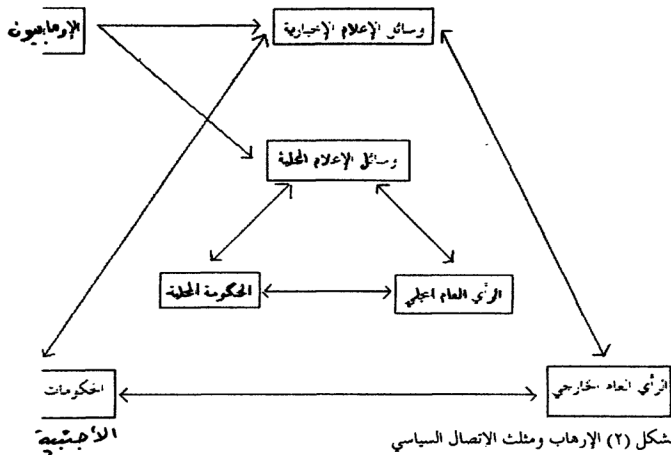 الإرهابيون
وسائل الإعلام الإخبارية
وسائل الإعلام المحلية
الرأي العام المحلي
الحكومة المحلية
الرأي العام الخارجي
الحكومات
الأجنبية
شكل (٢) الإرهاب ومثلث الاتصال السياسي